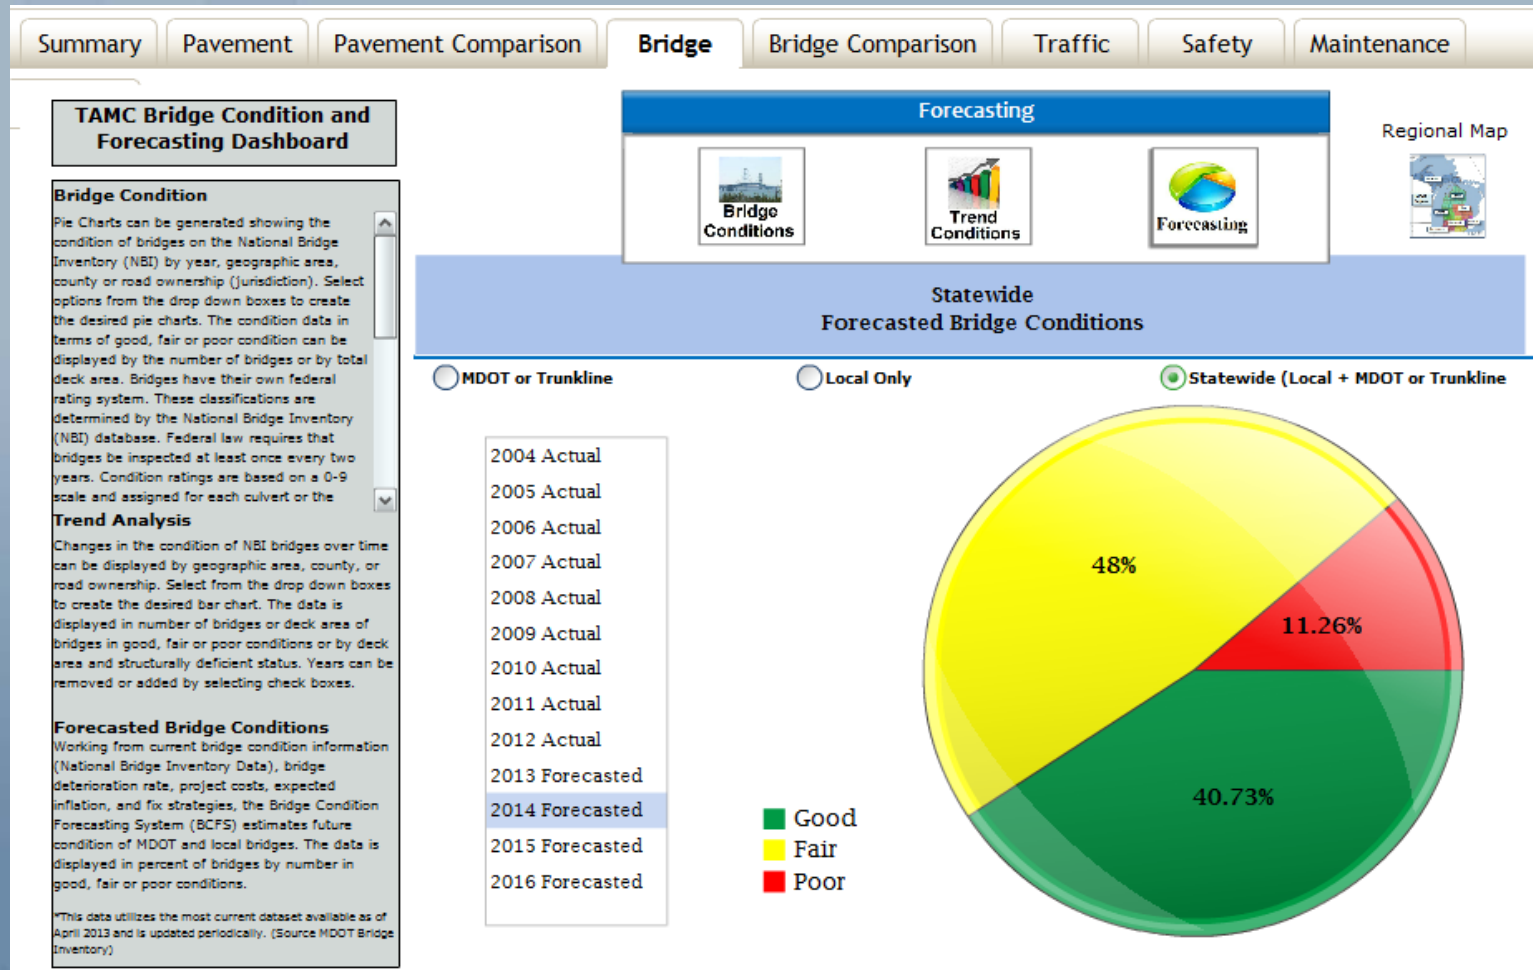 Summary Pavement Pavement Comparison Bridge Bridge Comparison Traffic Safety Maintenance
TAMC Bridge Condition and
Forecasting Dashboard
Bridge Condition
Pie Charts can be generated showing the
condition of bridges on the National Bridge
Inventory (NBI) by year, geographic area,
county or road ownership (jurisdiction). Select
options from the drop down boxes to create
the desired pie charts. The condition data in
terms of good, fair or poor condition can be
displayed by the number of bridges or by total
deck area. Bridges have their own federal
rating system. These classifications are
determined by the National Bridge Inventory
(NBI) database. Federal law requires that
bridges be inspected at least once every two
years. Condition ratings are based on a 0-9
scale and assigned for each culvert or the
Trend Analysis
Changes in the condition of NBI bridges over time
can be displayed by geographic area, county, or
road ownership. Select from the drop down boxes
to create the desired bar chart. The data is
displayed in number of bridges or deck area of
bridges in good, fair or poor conditions or by deck
area and structurally deficient status. Years can be
removed or added by selecting check boxes.
Forecasted Bridge Conditions
Working from current bridge condition information
(National Bridge Inventory Data), bridge
deterioration rate, project costs, expected
inflation, and fix strategies, the Bridge Condition
Forecasting System (BCFS) estimates future
condition of MDOT and local bridges. The data is
displayed in percent of bridges by number in
good, fair or poor conditions.
*This data utilizes the most current dataset available as of
April 2013 and is updated periodically. (Source MDOT Bridge
Inventory)
Forecasting
Bridge
Conditions
Trend
Conditions
Forecasting
Regional Map
Statewide
Forecasted Bridge Conditions
MDOT or Trunkline
Local Only
Statewide (Local + MDOT or Trunkline
2004 Actual
2005 Actual
2006 Actual
2007 Actual
2008 Actual
2009 Actual
2010 Actual
2011 Actual
2012 Actual
2013 Forecasted
2014 Forecasted
2015 Forecasted
2016 Forecasted
Good
Fair
Poor
48%
11.26%
40.73%